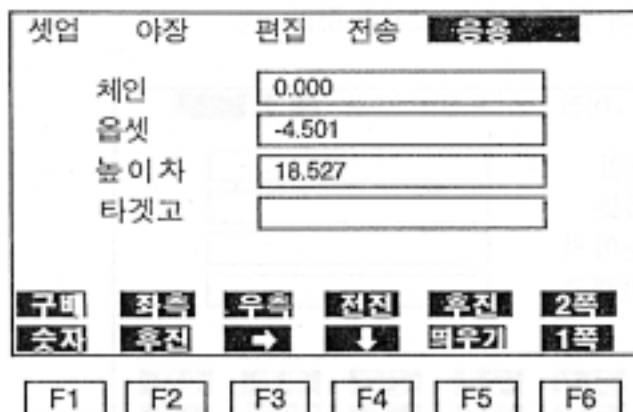 셋업 야장 편집 전송 응용
체인 0.000
옵셋 -4.501
높이차 18.527
타겟고
구배 좌측 우측 전진 후진 2쪽
숫자 후진 → ↓ 띄우기 1쪽
F1 F2 F3 F4 F5 F6